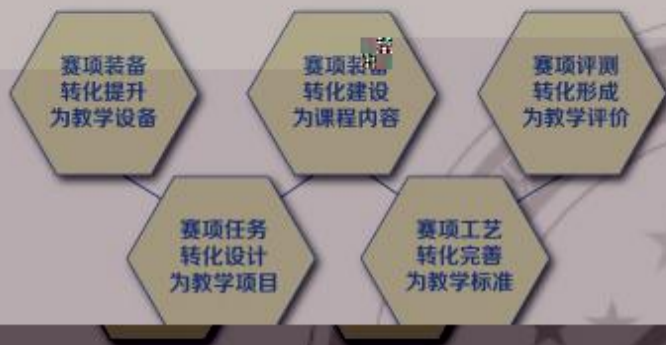 赛项装备
转化提升
为教学设备
赛项装备
转化建设
为课程内容
赛项评测
转化形成
为教学评价
赛项任务
转化设计
为教学项目
赛项工艺
转化完善
为教学标准